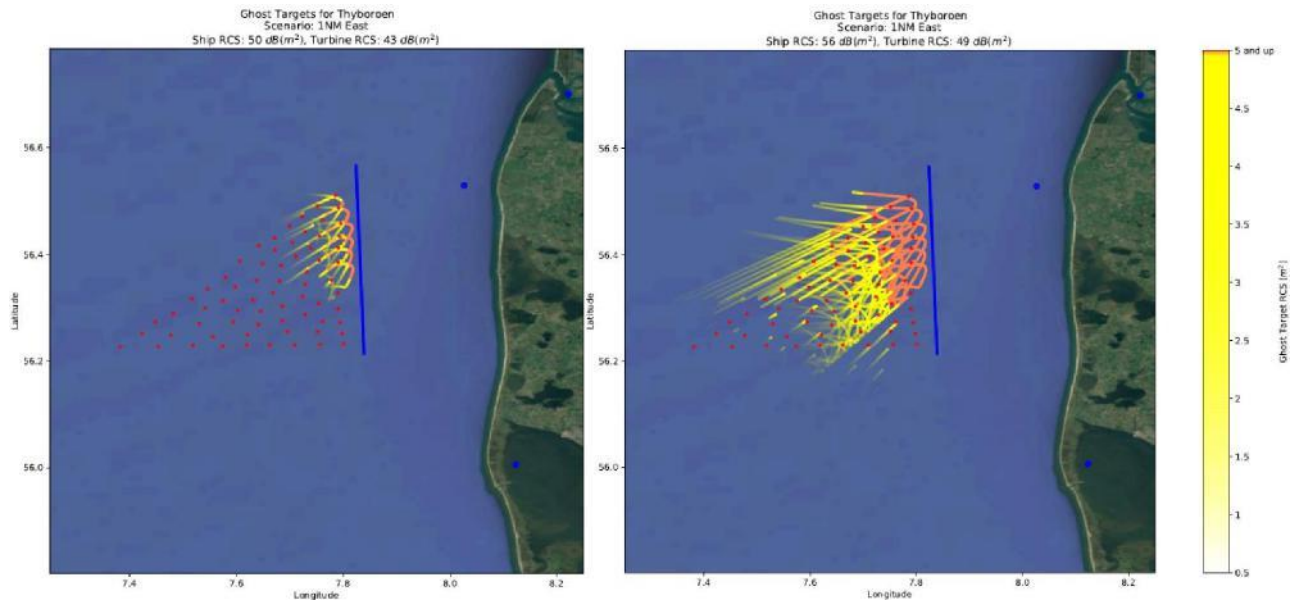 Ghost Targets for Thyboroen
Scenario: 1NM East
Ship RCS: 50 dB(m²), Turbine RCS: 43 dB(m²)
Latitude
56.6
56.4
56.2
56.0
7.4
7.6
7.8
8.0
8.2
Longitude
Ghost Targets for Thyboroen
Scenario: 1NM East
Ship RCS: 56 dB(m²), Turbine RCS: 49 dB(m²)
Latitude
56.6
56.4
56.2
56.0
7.4
7.6
7.8
8.0
8.2
Longitude
5 and up
4.5
4
3.5
3
2.5
2
1.5
1
0.5
Ghost Target RCS [m²]